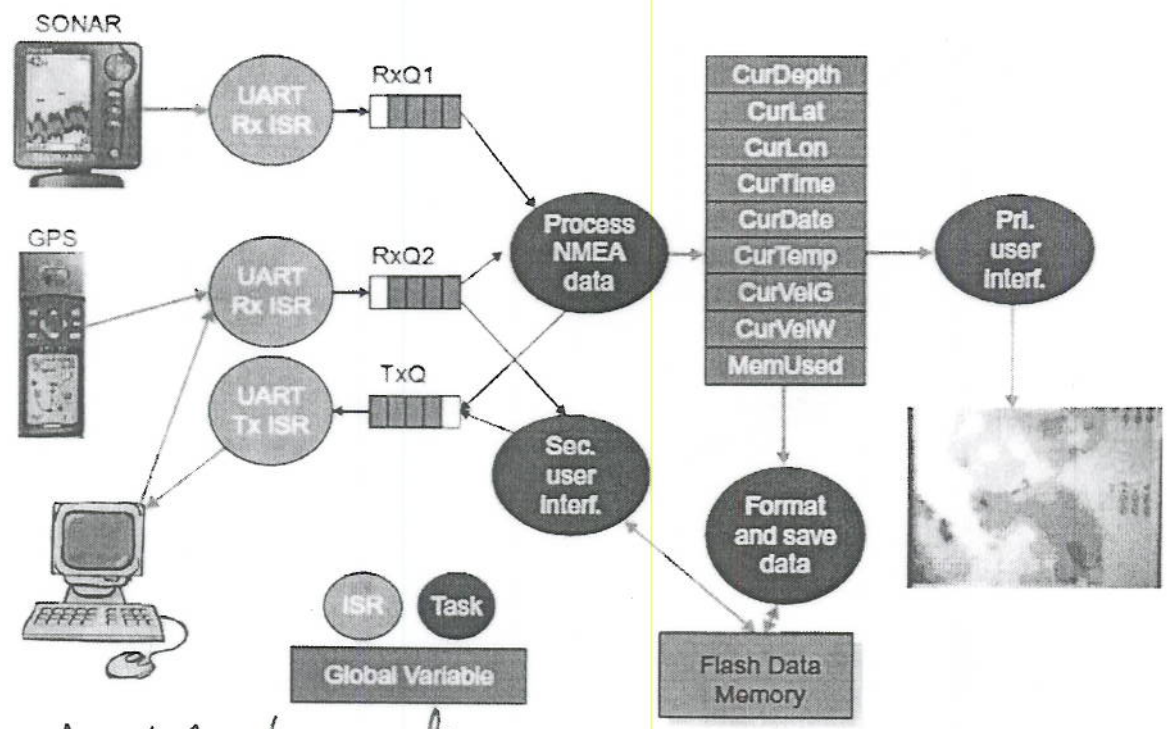 SONAR
UART
Rx ISR
RxQ1
GPS
UART
Rx ISR
RxQ2
UART
Tx ISR
TxQ
Process
NMEA
data
Sec.
user
interf.
CurDepth
CurLat
CurLon
CurTime
CurDate
CurTemp
CurVelG
CurVelW
MemUsed
Pri.
user
interf.
Format
and save
data
ISR
Task
Global Variable
Flash Data
Memory